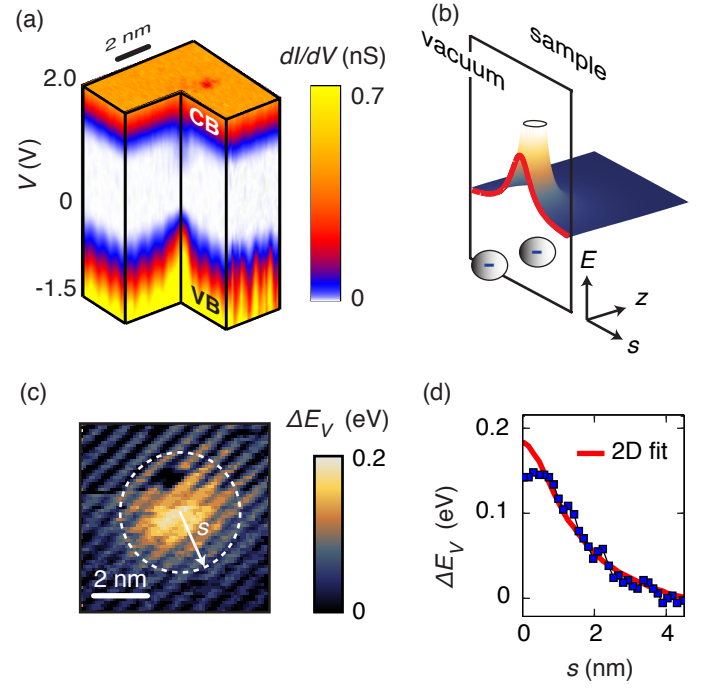 (a)
2 nm
dI/dV (nS)
2.0
0.7
CB
V (V)
0
-1.5
VB
0
(b)
vacuum
sample
-
-
E
z
s
(c)
ΔE_V (eV)
0.2
s
2 nm
0
(d)
0.2
2D fit
ΔE_V (eV)
0.1
0
0 2 4
s (nm)